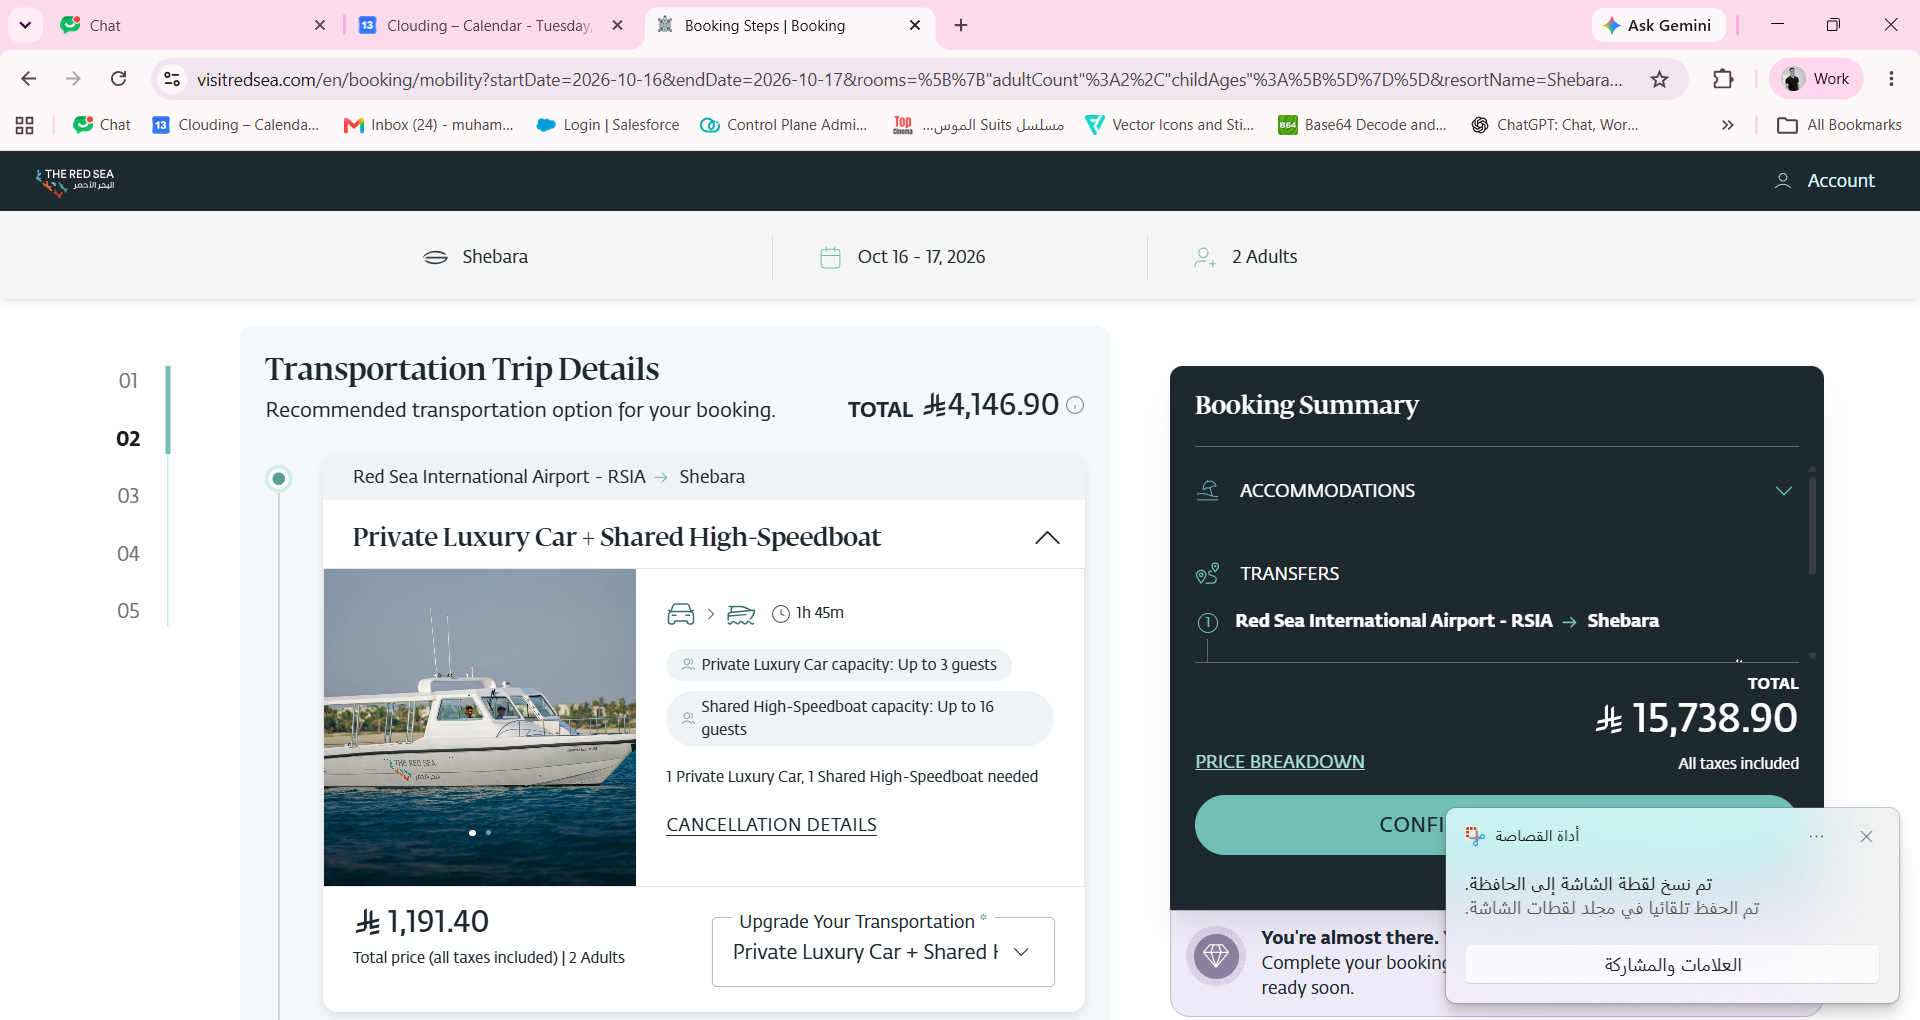 Chat
Clouding – Calendar - Tuesday,
Booking Steps | Booking
Ask Gemini
visitredsea.com/en/booking/mobility?startDate=2026-10-16&endDate=2026-10-17&rooms=%5B%7B"adultCount"%3A2%2C"childAges"%3A%5B%5D%7D%5D&resortName=Shebara...
Work
Chat
13 Clouding – Calenda...
Inbox (24) - muham...
Login | Salesforce
Control Plane Admi...
Top Cinema مسلسل Suits الموس...
Vector Icons and Sti...
B64 Base64 Decode and...
ChatGPT: Chat, Wor...
All Bookmarks
THE RED SEA
البحر الأحمر
Account
Shebara
Oct 16 - 17, 2026
2 Adults
01
02
03
04
05
Transportation Trip Details
Recommended transportation option for your booking.
TOTAL 4,146.90
Red Sea International Airport - RSIA → Shebara
Private Luxury Car + Shared High-Speedboat
THE RED SEA
1h 45m
Private Luxury Car capacity: Up to 3 guests
Shared High-Speedboat capacity: Up to 16
guests
1 Private Luxury Car, 1 Shared High-Speedboat needed
CANCELLATION DETAILS
1,191.40
Total price (all taxes included) | 2 Adults
Upgrade Your Transportation *
Private Luxury Car + Shared H
Booking Summary
ACCOMMODATIONS
TRANSFERS
1 Red Sea International Airport - RSIA → Shebara
TOTAL
15,738.90
PRICE BREAKDOWN
All taxes included
CONFI
You're almost there.
Complete your booking
ready soon.
أداة القصاصة
تم نسخ لقطة الشاشة إلى الحافظة.
تم الحفظ تلقائيا في مجلد لقطات الشاشة.
العلامات والمشاركة